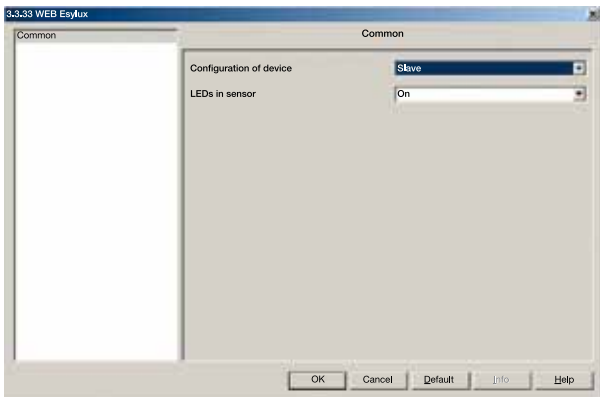 3.3.33 WEB Esylux
Common
Common
Configuration of device
Slave
LEDs in sensor
On
OK Cancel Default Info Help